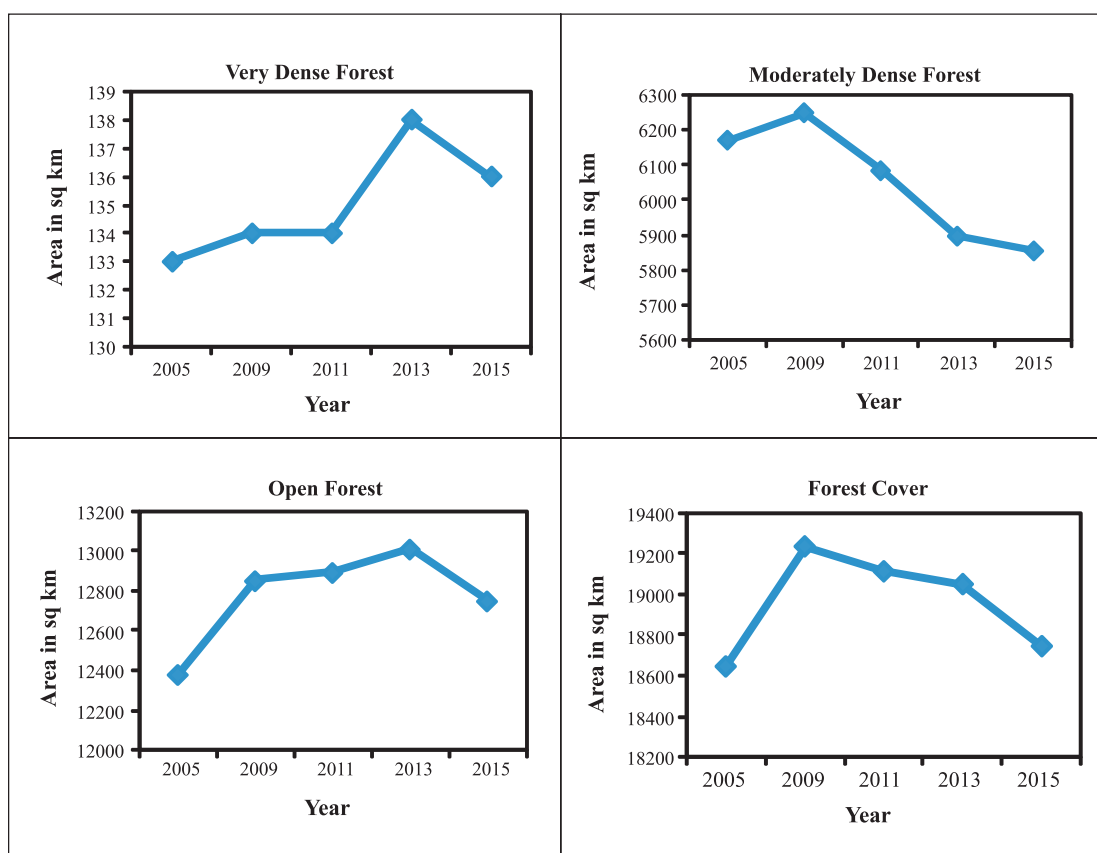 Very Dense Forest
139
138
137
136
135
134
133
132
131
130
Area in sq km
2005 2009 2011 2013 2015
Year
Moderately Dense Forest
6300
6200
6100
6000
5900
5800
5700
5600
Area in sq km
2005 2009 2011 2013 2015
Year
Open Forest
13200
13000
12800
12600
12400
12200
12000
Area in sq km
2005 2009 2011 2013 2015
Year
Forest Cover
19400
19200
19000
18800
18600
18400
18200
Area in sq km
2005 2009 2011 2013 2015
Year